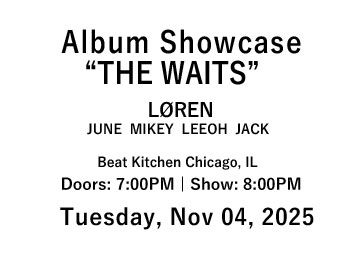 Album Showcase
“THE WAITS”
LØREN
JUNE MIKEY LEEOH JACK
Beat Kitchen Chicago, IL
Doors: 7:00PM | Show: 8:00PM
Tuesday, Nov 04, 2025